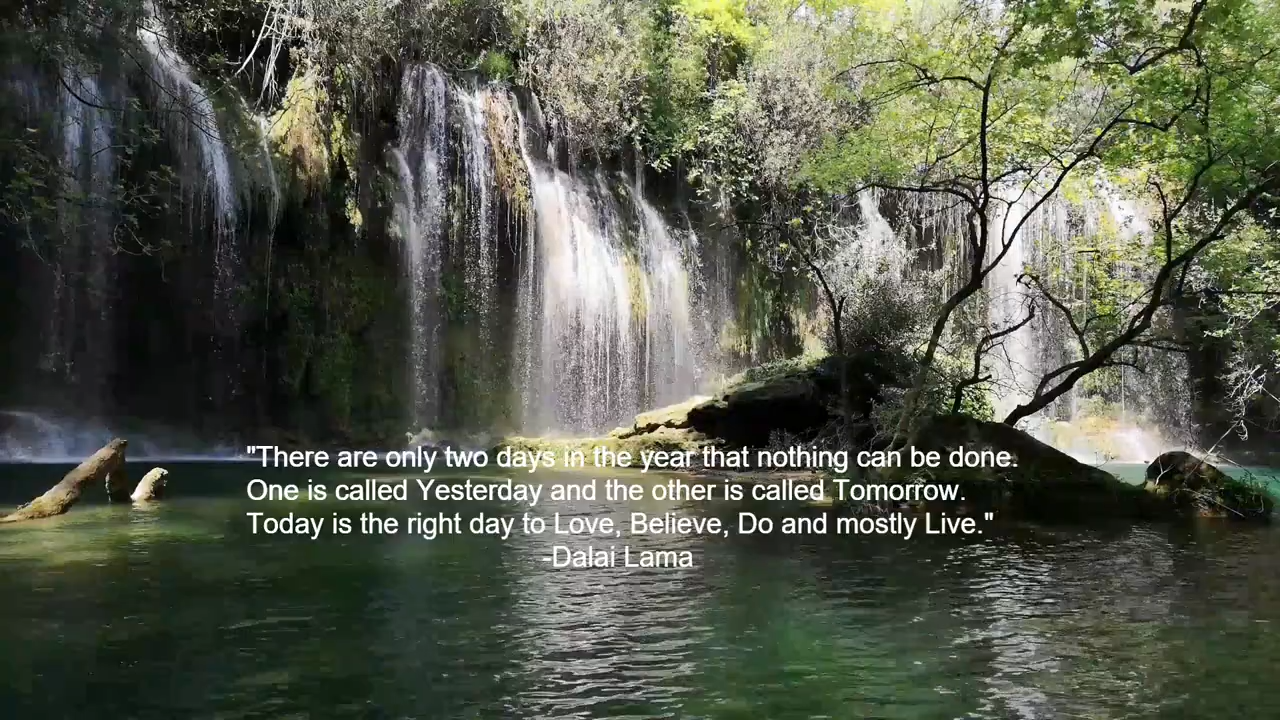 "There are only two days in the year that nothing can be done.
One is called Yesterday and the other is called Tomorrow.
Today is the right day to Love, Believe, Do and mostly Live."
-Dalai Lama